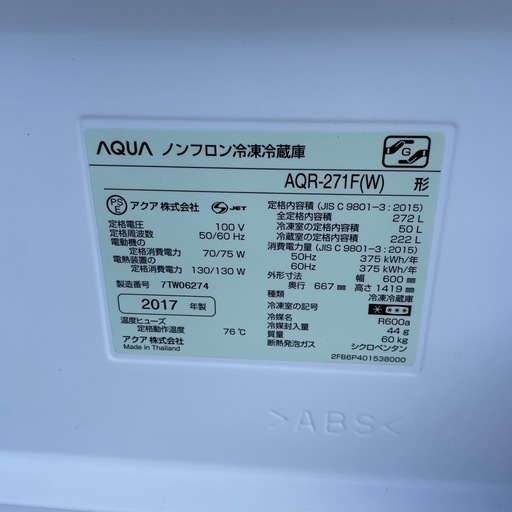 AQUA ノンフロン冷凍冷蔵庫
G
AQR-271F(W) 形
PS E アクア株式会社 JET
定格電圧 100 V
定格周波数 50/60 Hz
電動機の
定格消費電力 70/75 W
電熱装置の
定格消費電力 130/130 W
製造番号 7TW06274
2017 年製
温度ヒューズ
定格動作温度 76℃
アクア株式会社
Made in Thailand
定格内容積 (JIS C 9801-3:2015)
全定格内容積 272 L
冷凍室の定格内容積 50 L
冷蔵室の定格内容積 222 L
消費電力量 (JIS C 9801-3:2015)
50Hz 375 kWh/年
60Hz 375 kWh/年
外形寸法 幅 600 mm
奥行 667 mm 高さ 1419 mm
種類 冷凍冷蔵庫
冷凍室の記号
冷媒名 R600a
冷媒封入量 44 g
質量 60 kg
断熱発泡ガス シクロペンタン
2FB6P401538000
>ABS<